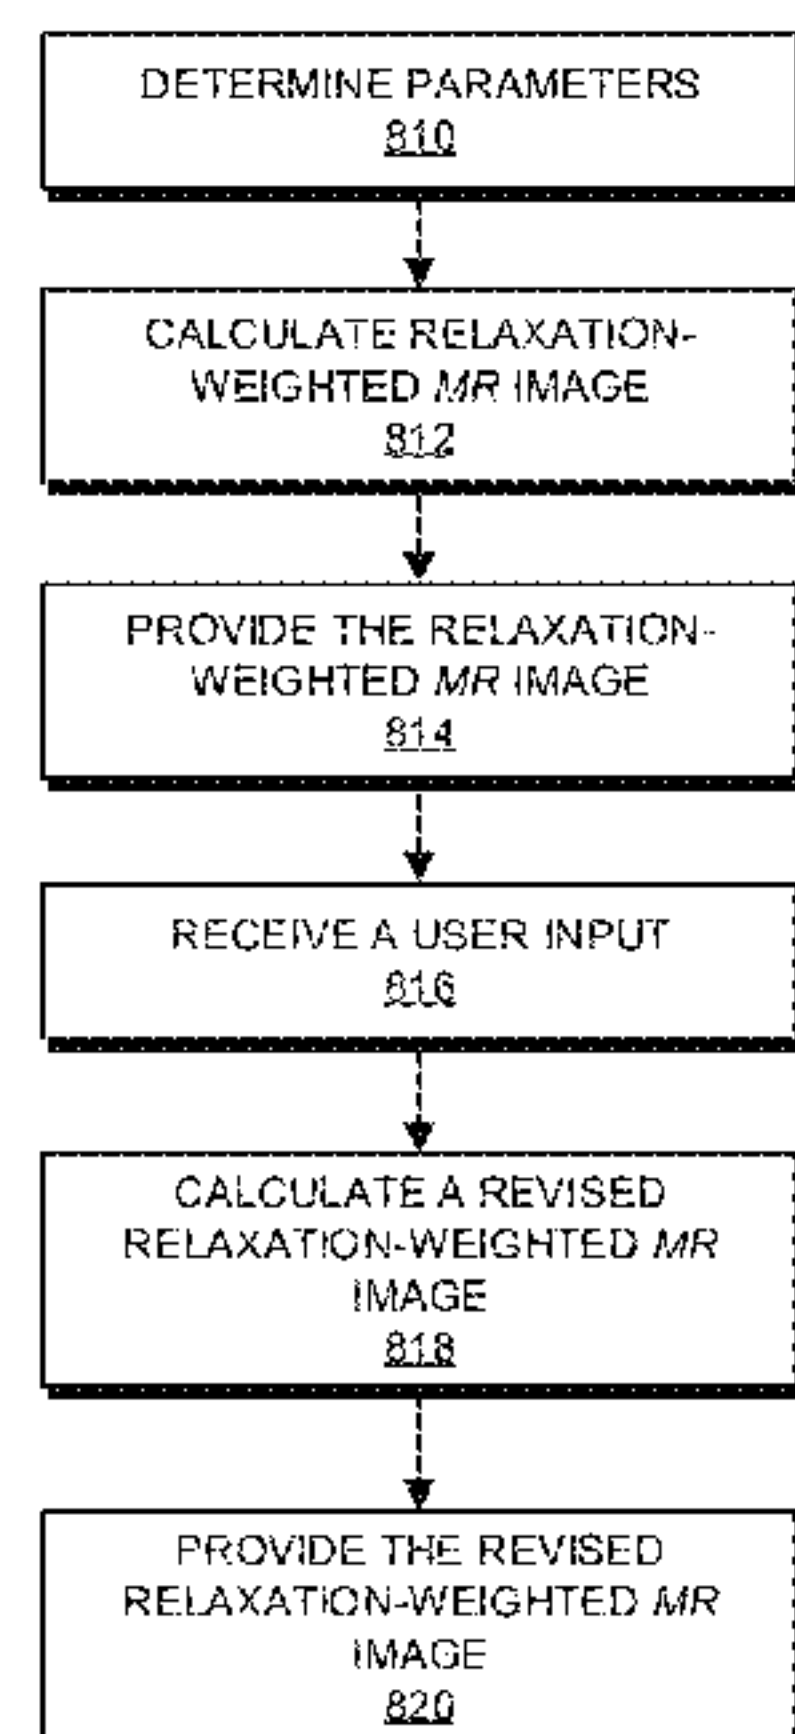 DETERMINE PARAMETERS
810
CALCULATE RELAXATION-
WEIGHTED MR IMAGE
812
PROVIDE THE RELAXATION-
WEIGHTED MR IMAGE
814
RECEIVE A USER INPUT
816
CALCULATE A REVISED
RELAXATION-WEIGHTED MR
IMAGE
818
PROVIDE THE REVISED
RELAXATION-WEIGHTED MR
IMAGE
820